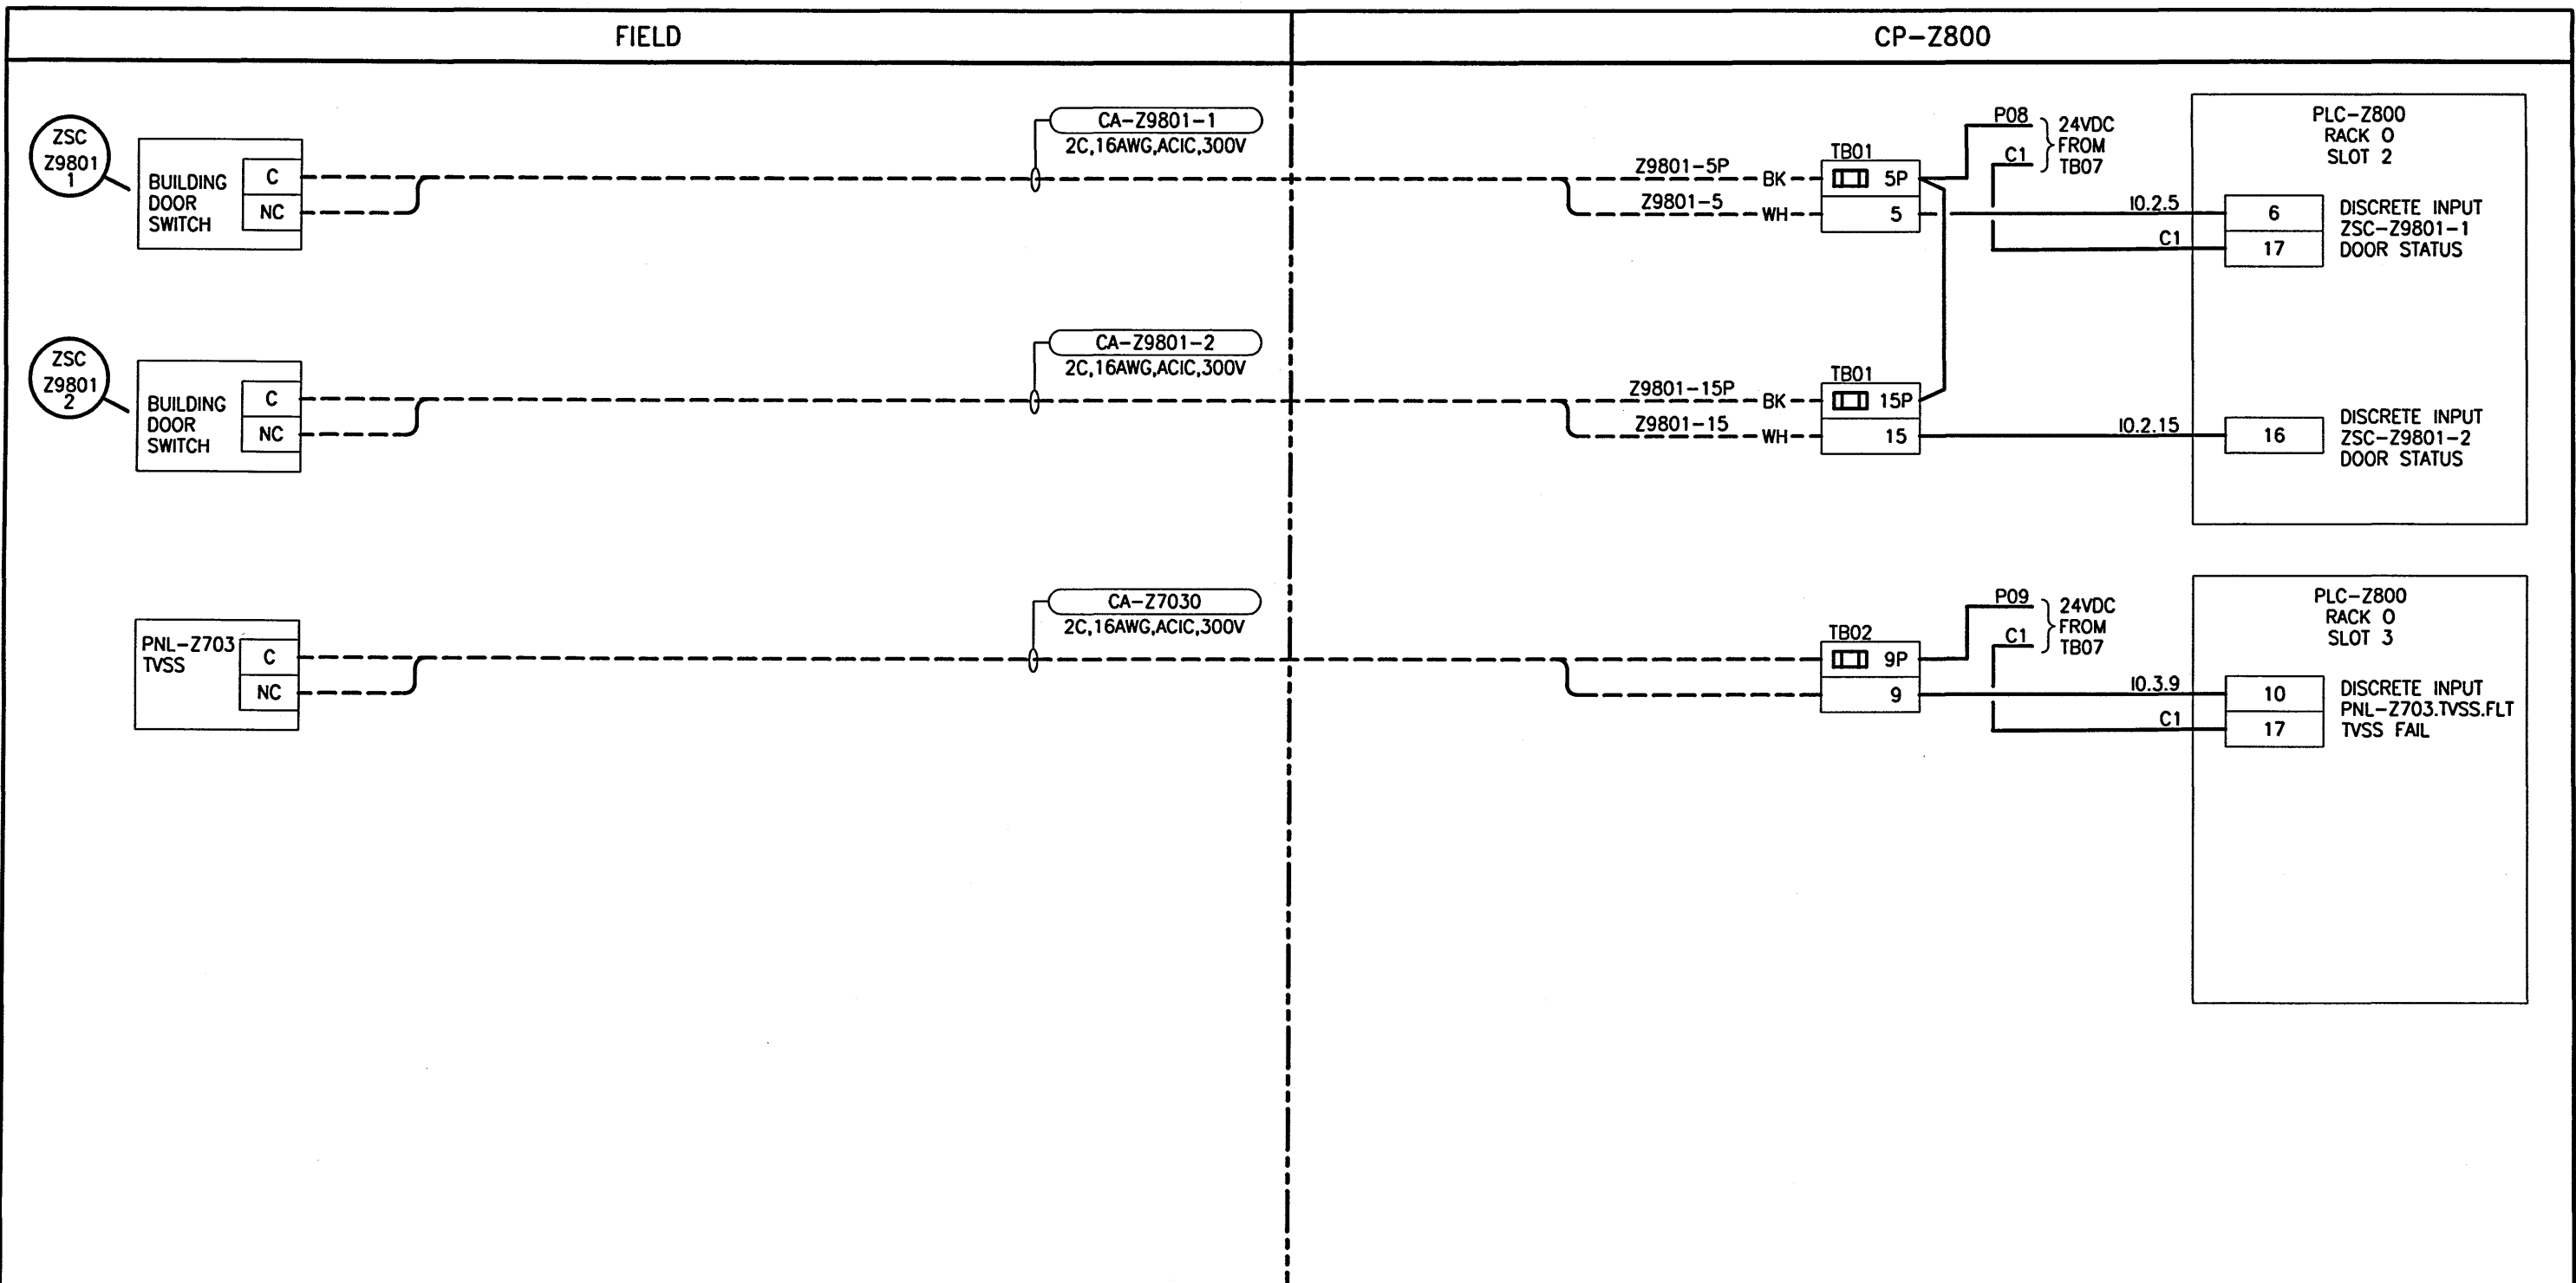 FIELD
CP-Z800
ZSC
Z9801
1
BUILDING
DOOR
SWITCH
C
NC
CA-Z9801-1
2C,16AWG,ACIC,300V
Z9801-5P
BK
Z9801-5
WH
TB01
5P
5
P08
C1
24VDC
FROM
TB07
I0.2.5
C1
PLC-Z800
RACK 0
SLOT 2
6
17
DISCRETE INPUT
ZSC-Z9801-1
DOOR STATUS
ZSC
Z9801
2
BUILDING
DOOR
SWITCH
C
NC
CA-Z9801-2
2C,16AWG,ACIC,300V
Z9801-15P
BK
Z9801-15
WH
TB01
15P
15
I0.2.15
16
DISCRETE INPUT
ZSC-Z9801-2
DOOR STATUS
PNL-Z703
TVSS
C
NC
CA-Z7030
2C,16AWG,ACIC,300V
TB02
9P
9
P09
C1
24VDC
FROM
TB07
I0.3.9
C1
PLC-Z800
RACK 0
SLOT 3
10
17
DISCRETE INPUT
PNL-Z703.TVSS.FLT
TVSS FAIL